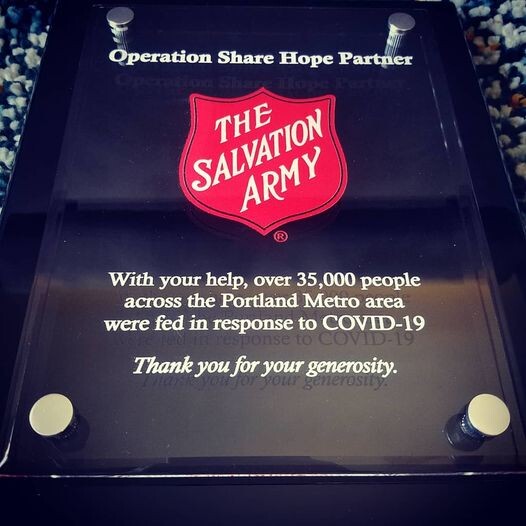 Operation Share Hope Partner
THE
SALVATION
ARMY
®
With your help, over 35,000 people
across the Portland Metro area
were fed in response to COVID-19
Thank you for your generosity.